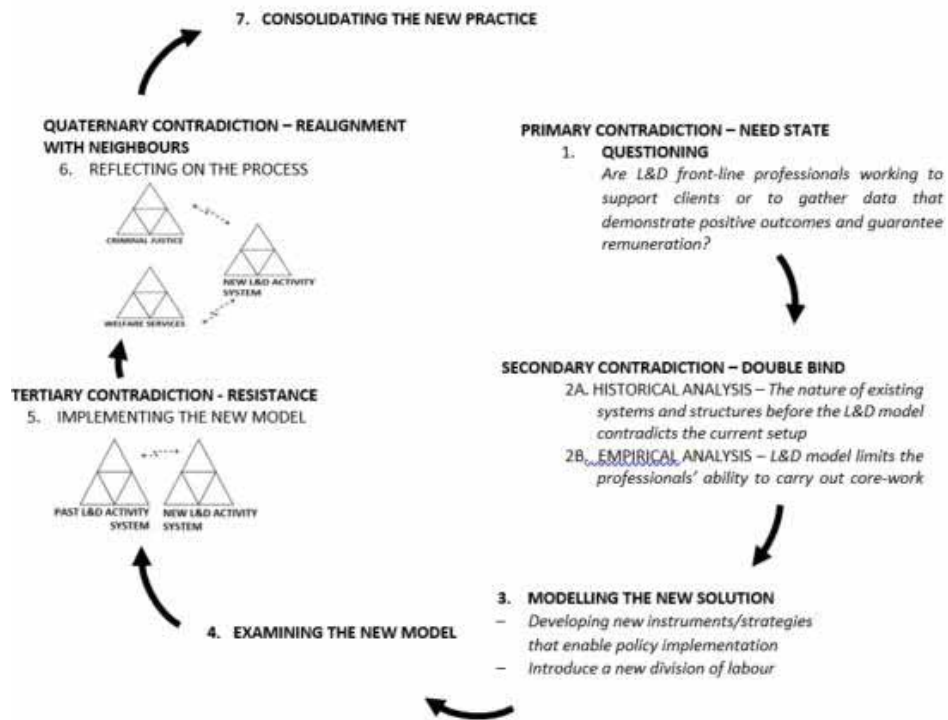 7. CONSOLIDATING THE NEW PRACTICE
PRIMARY CONTRADICTION – NEED STATE
1. QUESTIONING
Are L&D front-line professionals working to
support clients or to gather data that
demonstrate positive outcomes and guarantee
remuneration?
SECONDARY CONTRADICTION – DOUBLE BIND
2A. HISTORICAL ANALYSIS – The nature of existing
systems and structures before the L&D model
contradicts the current setup
2B. EMPIRICAL ANALYSIS – L&D model limits the
professionals' ability to carry out core-work
3. MODELLING THE NEW SOLUTION
– Developing new instruments/strategies
that enable policy implementation
– Introduce a new division of labour
4. EXAMINING THE NEW MODEL
TERTIARY CONTRADICTION - RESISTANCE
5. IMPLEMENTING THE NEW MODEL
PAST L&D ACTIVITY
SYSTEM
NEW L&D ACTIVITY
SYSTEM
QUATERNARY CONTRADICTION – REALIGNMENT
WITH NEIGHBOURS
6. REFLECTING ON THE PROCESS
CRIMINAL JUSTICE
NEW L&D ACTIVITY
SYSTEM
WELFARE SERVICES